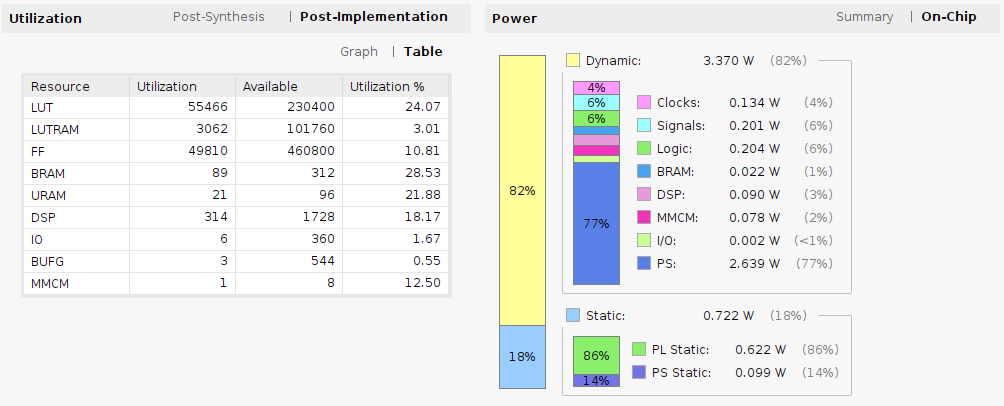 Utilization Post-Synthesis | Post-Implementation
Graph | Table
Resource Utilization Available Utilization %
LUT 55466 230400 24.07
LUTRAM 3062 101760 3.01
FF 49810 460800 10.81
BRAM 89 312 28.53
URAM 21 96 21.88
DSP 314 1728 18.17
IO 6 360 1.67
BUFG 3 544 0.55
MMCM 1 8 12.50
Power Summary | On-Chip
82%
18%
Dynamic: 3.370 W (82%)
4%
6%
6%
77%
Clocks: 0.134 W (4%)
Signals: 0.201 W (6%)
Logic: 0.204 W (6%)
BRAM: 0.022 W (1%)
DSP: 0.090 W (3%)
MMCM: 0.078 W (2%)
I/O: 0.002 W (<1%)
PS: 2.639 W (77%)
Static: 0.722 W (18%)
86%
14%
PL Static: 0.622 W (86%)
PS Static: 0.099 W (14%)